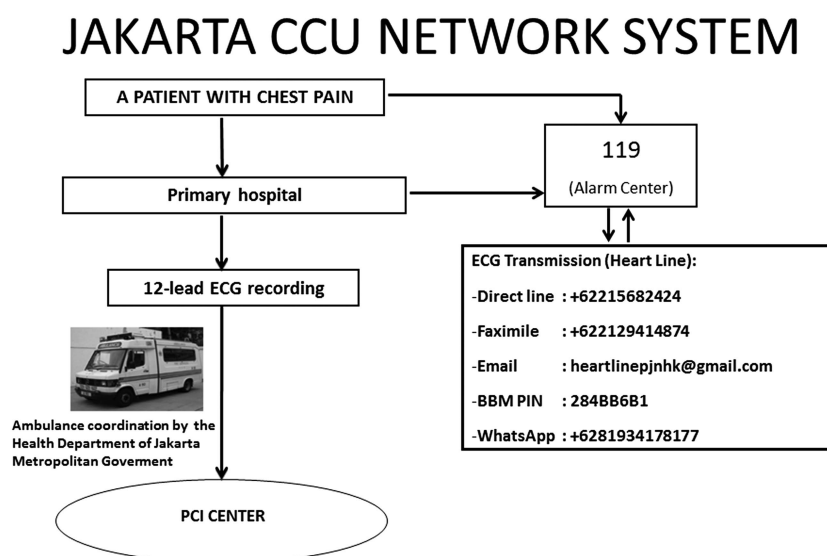 JAKARTA CCU NETWORK SYSTEM
A PATIENT WITH CHEST PAIN
119
(Alarm Center)
Primary hospital
12-lead ECG recording
ECG Transmission (Heart Line):
-Direct line : +62215682424
-Faximile : +622129414874
-Email : heartlinepjnhk@gmail.com
-BBM PIN : 284BB6B1
-WhatsApp : +6281934178177
Ambulance coordination by the
Health Department of Jakarta
Metropolitan Goverment
PCI CENTER